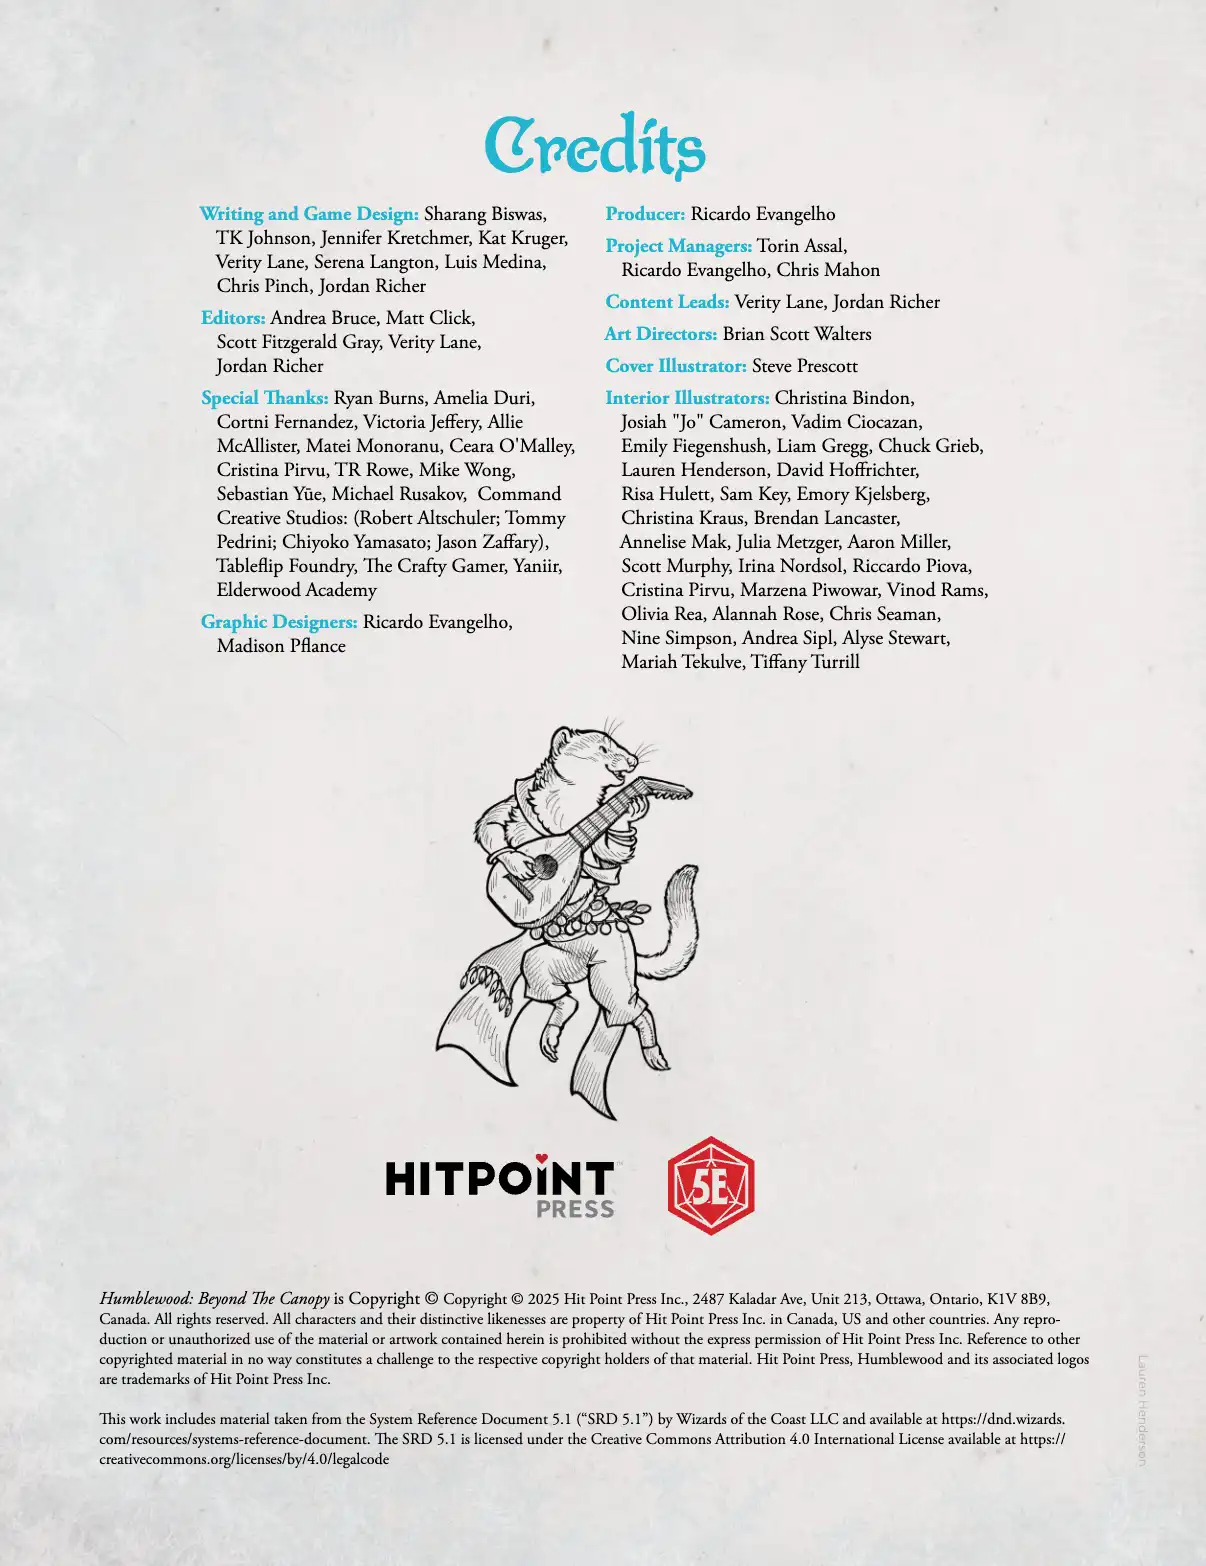 Credits
Writing and Game Design: Sharang Biswas,
TK Johnson, Jennifer Kretchmer, Kat Kruger,
Verity Lane, Serena Langton, Luis Medina,
Chris Pinch, Jordan Richer
Editors: Andrea Bruce, Matt Click,
Scott Fitzgerald Gray, Verity Lane,
Jordan Richer
Special Thanks: Ryan Burns, Amelia Duri,
Cortni Fernandez, Victoria Jeffery, Allie
McAllister, Matei Monoranu, Ceara O'Malley,
Cristina Pirvu, TR Rowe, Mike Wong,
Sebastian Yūe, Michael Rusakov,  Command
Creative Studios: (Robert Altschuler; Tommy
Pedrini; Chiyoko Yamasato; Jason Zaffary),
Tableflip Foundry, The Crafty Gamer, Yaniir,
Elderwood Academy
Graphic Designers: Ricardo Evangelho,
Madison Pflance
Producer: Ricardo Evangelho
Project Managers: Torin Assal,
Ricardo Evangelho, Chris Mahon
Content Leads: Verity Lane, Jordan Richer
Art Directors: Brian Scott Walters
Cover Illustrator: Steve Prescott
Interior Illustrators: Christina Bindon,
Josiah "Jo" Cameron, Vadim Ciocazan,
Emily Fiegenshush, Liam Gregg, Chuck Grieb,
Lauren Henderson, David Hoffrichter,
Risa Hulett, Sam Key, Emory Kjelsberg,
Christina Kraus, Brendan Lancaster,
Annelise Mak, Julia Metzger, Aaron Miller,
Scott Murphy, Irina Nordsol, Riccardo Piova,
Cristina Pirvu, Marzena Piwowar, Vinod Rams,
Olivia Rea, Alannah Rose, Chris Seaman,
Nine Simpson, Andrea Sipl, Alyse Stewart,
Mariah Tekulve, Tiffany Turrill
HITPOINT™
PRESS
5E
Humblewood: Beyond The Canopy is Copyright © Copyright © 2025 Hit Point Press Inc., 2487 Kaladar Ave, Unit 213, Ottawa, Ontario, K1V 8B9,
Canada. All rights reserved. All characters and their distinctive likenesses are property of Hit Point Press Inc. in Canada, US and other countries. Any repro-
duction or unauthorized use of the material or artwork contained herein is prohibited without the express permission of Hit Point Press Inc. Reference to other
copyrighted material in no way constitutes a challenge to the respective copyright holders of that material. Hit Point Press, Humblewood and its associated logos
are trademarks of Hit Point Press Inc.
This work includes material taken from the System Reference Document 5.1 (“SRD 5.1”) by Wizards of the Coast LLC and available at https://dnd.wizards.
com/resources/systems-reference-document. The SRD 5.1 is licensed under the Creative Commons Attribution 4.0 International License available at https://
creativecommons.org/licenses/by/4.0/legalcode
Lauren Henderson